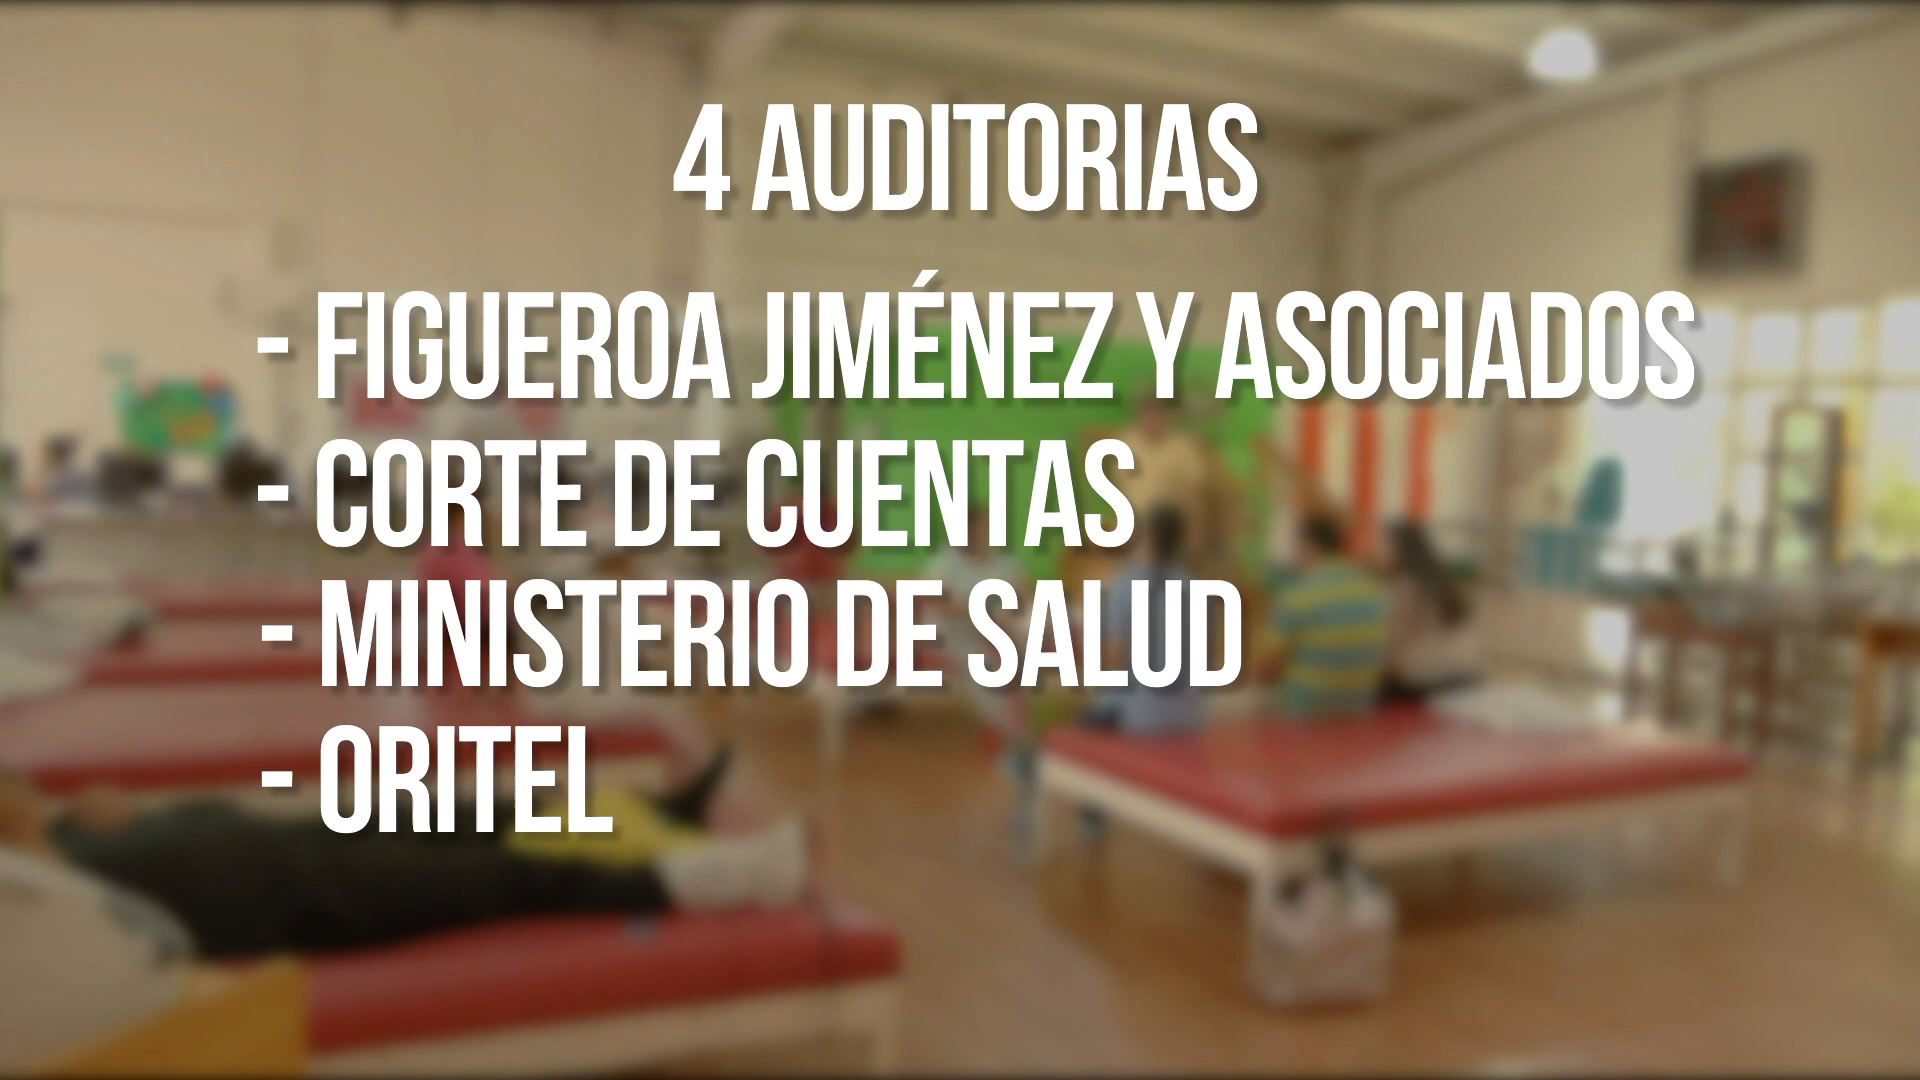 4 AUDITORIAS
- FIGUEROA JIMÉNEZ Y ASOCIADOS
- CORTE DE CUENTAS
- MINISTERIO DE SALUD
- ORITEL